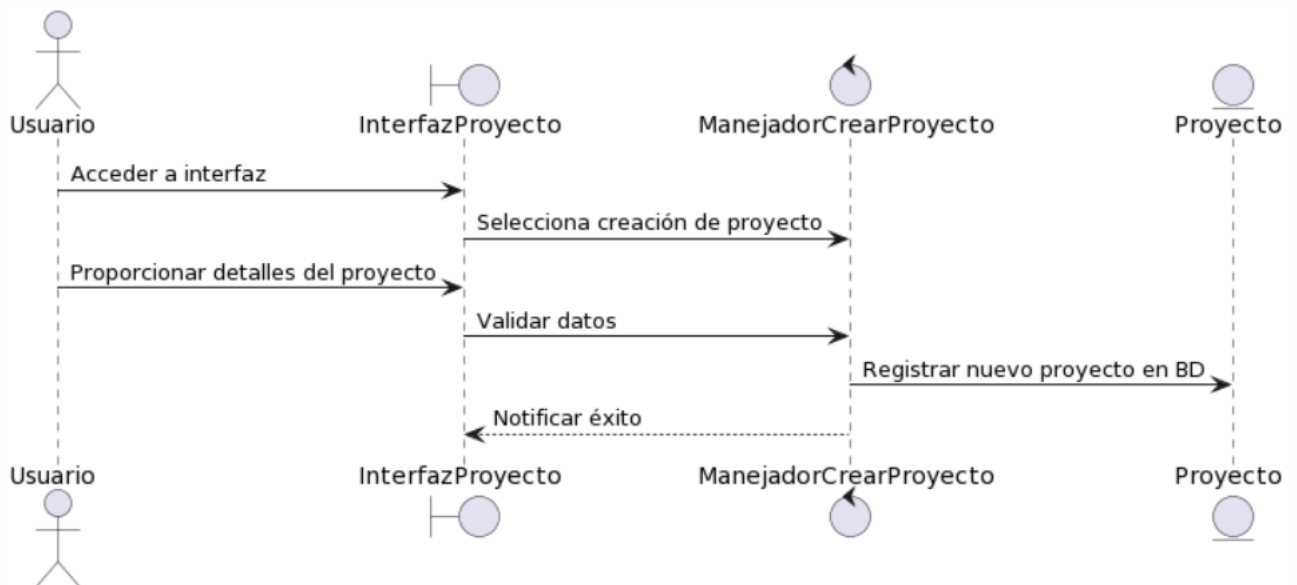 Usuario InterfazProyecto ManejadorCrearProyecto Proyecto
Acceder a interfaz
Selecciona creación de proyecto
Proporcionar detalles del proyecto
Validar datos
Registrar nuevo proyecto en BD
Notificar éxito
Usuario InterfazProyecto ManejadorCrearProyecto Proyecto